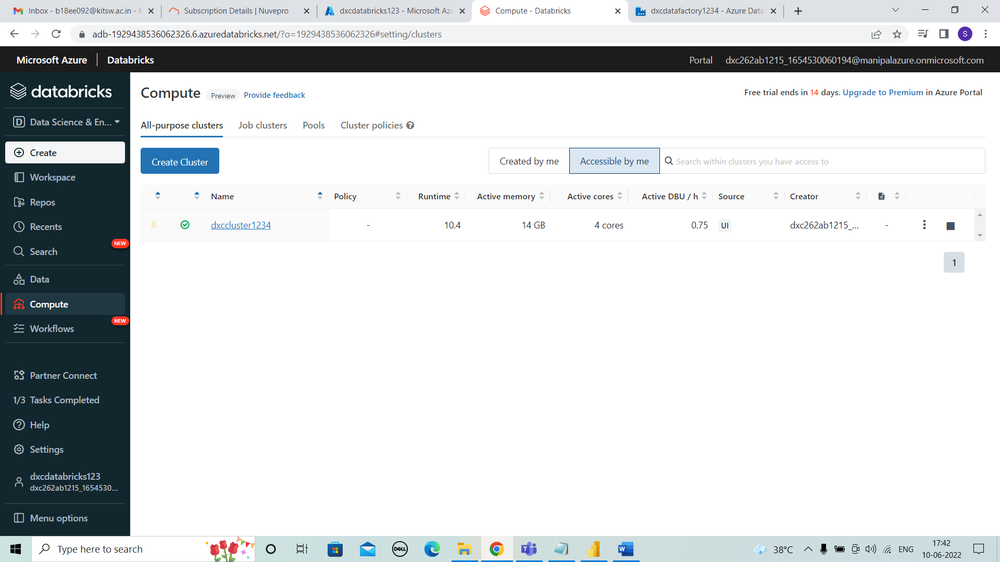 Inbox - b18ee092@kitsw.ac.in - K
Subscription Details | Nuvepro
dxcdatabricks123 - Microsoft Azu
Compute - Databricks
dxcdatafactory1234 - Azure Data
adb-1929438536062326.6.azuredatabricks.net/?o=1929438536062326#setting/clusters
S
Microsoft Azure | Databricks
Portal
dxc262ab1215_1654530060194@manipalazure.onmicrosoft.com
databricks
D Data Science & En...
Create
Workspace
Repos
Recents
NEW
Search
Data
Compute
NEW
Workflows
Partner Connect
1/3 Tasks Completed
Help
Settings
dxcdatabricks123
dxc262ab1215_1654530...
Menu options
Compute Preview Provide feedback
Free trial ends in 14 days. Upgrade to Premium in Azure Portal
All-purpose clusters Job clusters Pools Cluster policies ?
Create Cluster
Created by me Accessible by me Search within clusters you have access to
Name Policy Runtime Active memory Active cores Active DBU / h Source Creator
dxccluster1234 - 10.4 14 GB 4 cores 0.75 UI dxc262ab1215_... -
1
Type here to search
DELL
38°C
ENG
17:42
10-06-2022